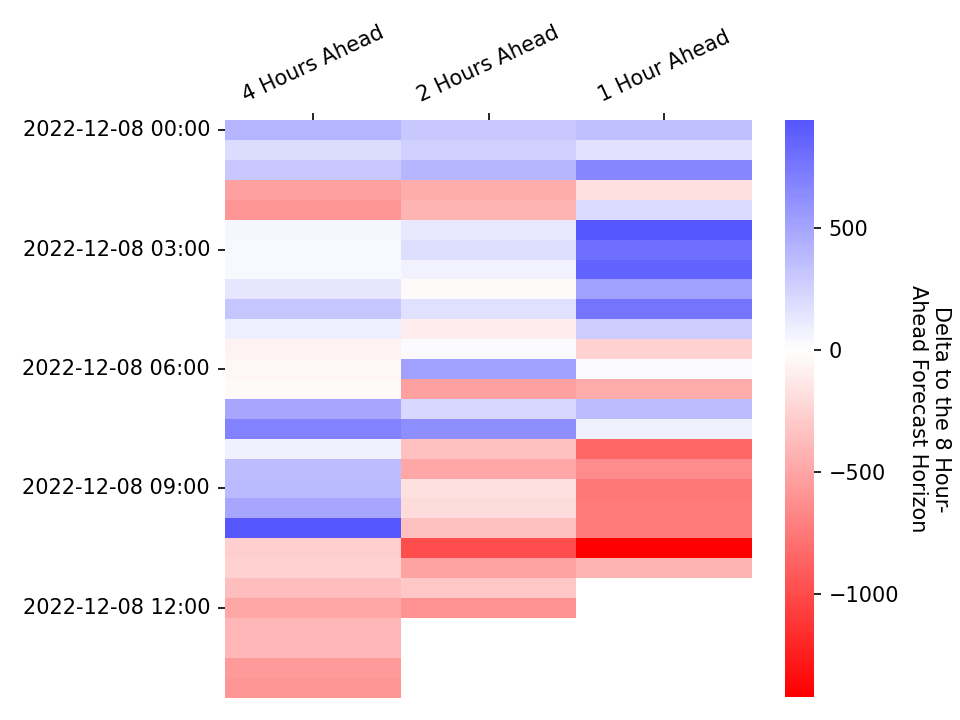 4 Hours Ahead
2 Hours Ahead
1 Hour Ahead
2022-12-08 00:00
2022-12-08 03:00
2022-12-08 06:00
2022-12-08 09:00
2022-12-08 12:00
500
0
−500
−1000
Delta to the 8 Hour-
Ahead Forecast Horizon